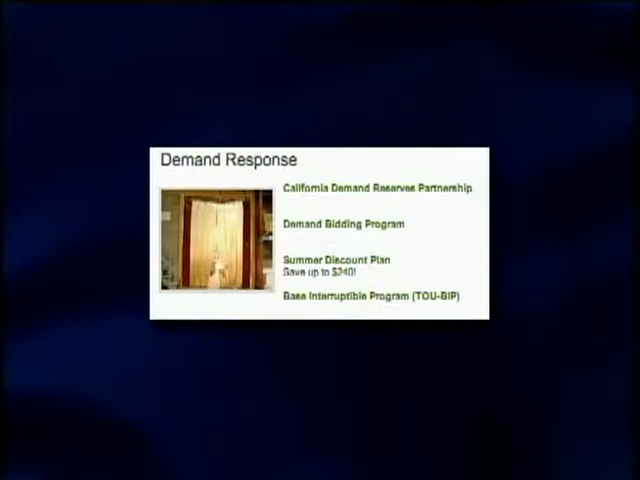 Demand Response
California Demand Reserves Partnership
Demand Bidding Program
Summer Discount Plan
Save up to $240!
Base Interruptible Program (TOU-BIP)